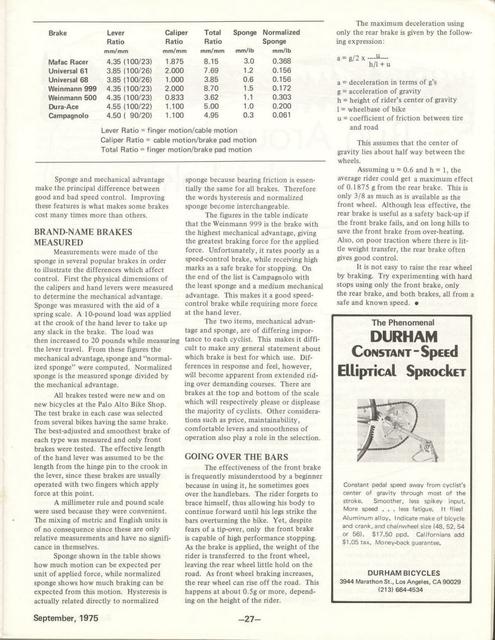 Brake Lever Caliper Total Sponge Normalized
Ratio Ratio Ratio Sponge
mm/mm mm/mm mm/mm mm/lb mm/lb
Mafac Racer 4.35 (100/23) 1.875 8.15 3.0 0.368
Universal 61 3.85 (100/26) 2.000 7.69 1.2 0.156
Universal 68 3.85 (100/26) 1.000 3.85 0.6 0.156
Weinmann 999 4.35 (100/23) 2.000 8.70 1.5 0.172
Weinmann 500 4.35 (100/23) 0.833 3.62 1.1 0.303
Dura-Ace 4.55 (100/22) 1.100 5.00 1.0 0.200
Campagnolo 4.50 ( 90/20) 1.100 4.95 0.3 0.061
Lever Ratio = finger motion/cable motion
Caliper Ratio = cable motion/brake pad motion
Total Ratio = finger motion/brake pad motion
Sponge and mechanical advantage
make the principal difference between
good and bad speed control. Improving
these features is what makes some brakes
cost many times more than others.
BRAND-NAME BRAKES
MEASURED
Measurements were made of the
sponge in several popular brakes in order
to illustrate the differences which affect
control. First the physical dimensions of
the calipers and hand levers were measured
to determine the mechanical advantage.
Sponge was measured with the aid of a
spring scale. A 10-pound load was applied
at the crook of the hand lever to take up
any slack in the brake. The load was
then increased to 20 pounds while measuring
the lever travel. From these figures the
mechanical advantage, sponge and "normal-
ized sponge" were computed. Normalized
sponge is the measured sponge divided by
the mechanical advantage.
All brakes tested were new and on
new bicycles at the Palo Alto Bike Shop.
The test brake in each case was selected
from several bikes having the same brake.
The best-adjusted and smoothest brake of
each type was measured and only front
brakes were tested. The effective length
of the hand lever was assumed to be the
length from the hinge pin to the crook in
the lever, since these brakes are usually
operated with two fingers which apply
force at this point.
A millimeter rule and pound scale
were used because they were convenient.
The mixing of metric and English units is
of no consequence since these are only
relative measurements and have no signifi-
cance in themselves.
Sponge shown in the table shows
how much motion can be expected per
unit of applied force, while normalized
sponge shows how much braking can be
expected from this motion. Hysteresis is
actually related directly to normalized
sponge because bearing friction is essen-
tially the same for all brakes. Therefore
the words hysteresis and normalized
sponge become interchangeable.
The figures in the table indicate
that the Weinmann 999 is the brake with
the highest mechanical advantage, giving
the greatest braking force for the applied
force. Unfortunately, it rates poorly as a
speed-control brake, while receiving high
marks as a safe brake for stopping. On
the end of the list is Campagnolo with
the least sponge and a medium mechanical
advantage. This makes it a good speed-
control brake while requiring more force
at the hand lever.
The two items, mechanical advan-
tage and sponge, are of differing impor-
tance to each cyclist. This makes it diffi-
cult to make any general statement about
which brake is best for which use. Dif-
ferences in response and feel, however,
will become apparent from extended rid-
ing over demanding courses. There are
brakes at the top and bottom of the scale
which will respectively please or displease
the majority of cyclists. Other considera-
tions such as price, maintainability,
comfortable levers and smoothness of
operation also play a role in the selection.
GOING OVER THE BARS
The effectiveness of the front brake
is frequently misunderstood by a beginner
because in using it, he sometimes goes
over the handlebars. The rider forgets to
brace himself, thus allowing his body to
continue forward until his legs strike the
bars overturning the bike. Yet, despite
fears of a tip-over, only the front brake
is capable of high performance stopping.
As the brake is applied, the weight of the
rider is transferred to the front wheel,
leaving the rear wheel little hold on the
road. As front wheel braking increases,
the rear wheel can rise off the road. This
happens at about 0.5g or more, depend-
ing on the height of the rider.
The maximum deceleration using
only the rear brake is given by the follow-
ing expression:
a = g/2 x u
h/l + u
a = deceleration in terms of g's
g = acceleration of gravity
h = height of rider's center of gravity
l = wheelbase of bike
u = coefficient of friction between tire
and road
This assumes that the center of
gravity lies about half way between the
wheels.
Assuming u = 0.6 and h = 1, the
average rider could get a maximum effect
of 0.1875 g from the rear brake. This is
only 3/8 as much as is available at the
front wheel. Although less effective, the
rear brake is useful as a safety back-up if
the front brake fails, and on long hills to
save the front brake from over-beating.
Also, on poor traction where there is lit-
tle weight transfer, the rear brake often
gives good control.
It is not easy to raise the rear wheel
by braking. Try experimenting with hard
stops using only the front brake, only
the rear brake, and both brakes, all from a
safe and known speed. ●
The Phenomenal
DURHAM
CONSTANT-SPEED
Elliptical SPROCKET
Constant pedal speed away from cyclist's
center of gravity through most of the
stroke. Smoother, less spikey input,
More speed . . . less fatigue. It flies!
Aluminum alloy, Indicate make of bicycle
and crank, and chainwheel size (48, 52, 54
or 56). $17.50 ppd. Californians add
$1.05 tax, Money-back guarantee.
DURHAM BICYCLES
3944 Marathon St., Los Angeles, CA 90029
(213) 664-4534
September, 1975
—27—